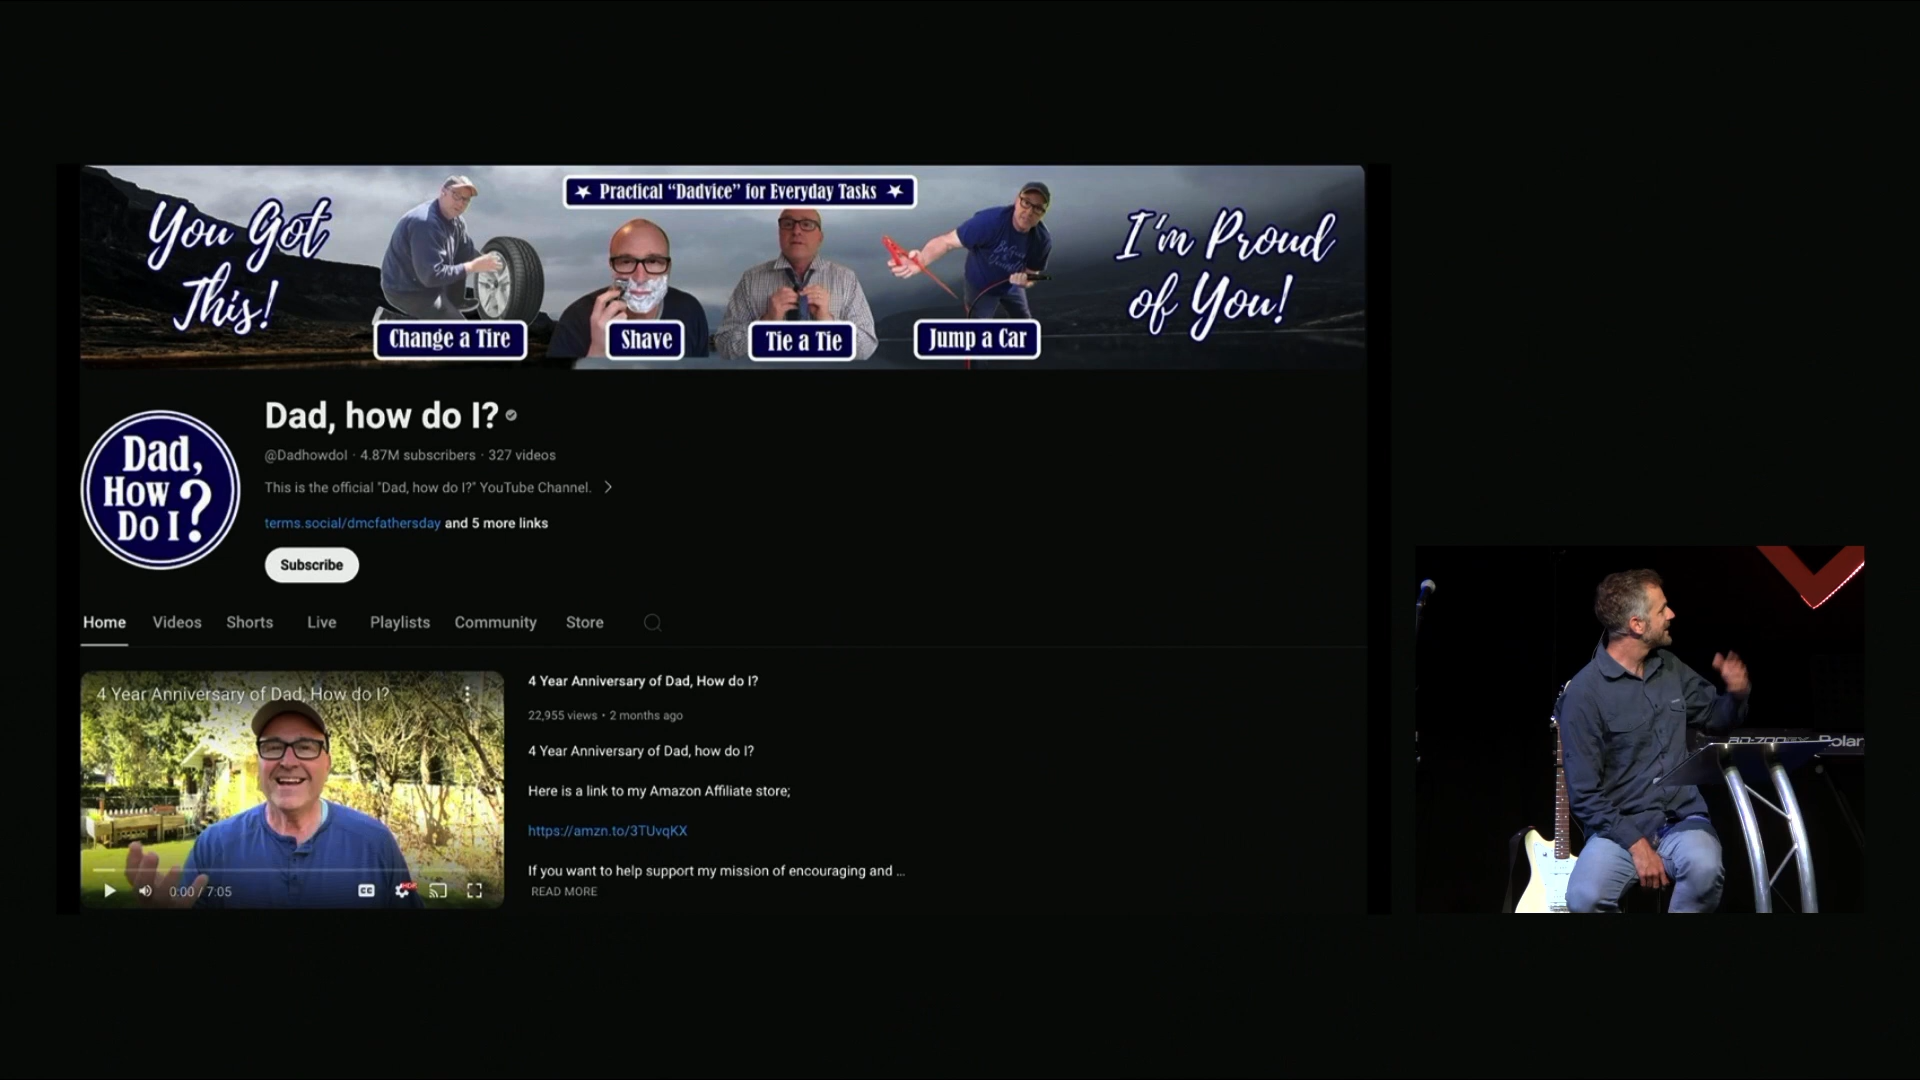 You Got
This!
★ Practical “Dadvice” for Everyday Tasks ★
Change a Tire
Shave
Tie a Tie
Jump a Car
I'm Proud
of You!
Dad,
How
Do I?
Dad, how do I?
@Dadhowdol · 4.87M subscribers · 327 videos
This is the official "Dad, how do I?" YouTube Channel.
terms.social/dmcfathersday and 5 more links
Subscribe
Home Videos Shorts Live Playlists Community Store
4 Year Anniversary of Dad, How do I?
0:00 / 7:05
CC
HDR
4 Year Anniversary of Dad, How do I?
22,955 views • 2 months ago
4 Year Anniversary of Dad, how do I?
Here is a link to my Amazon Affiliate store;
https://amzn.to/3TUvqKX
If you want to help support my mission of encouraging and ...
READ MORE